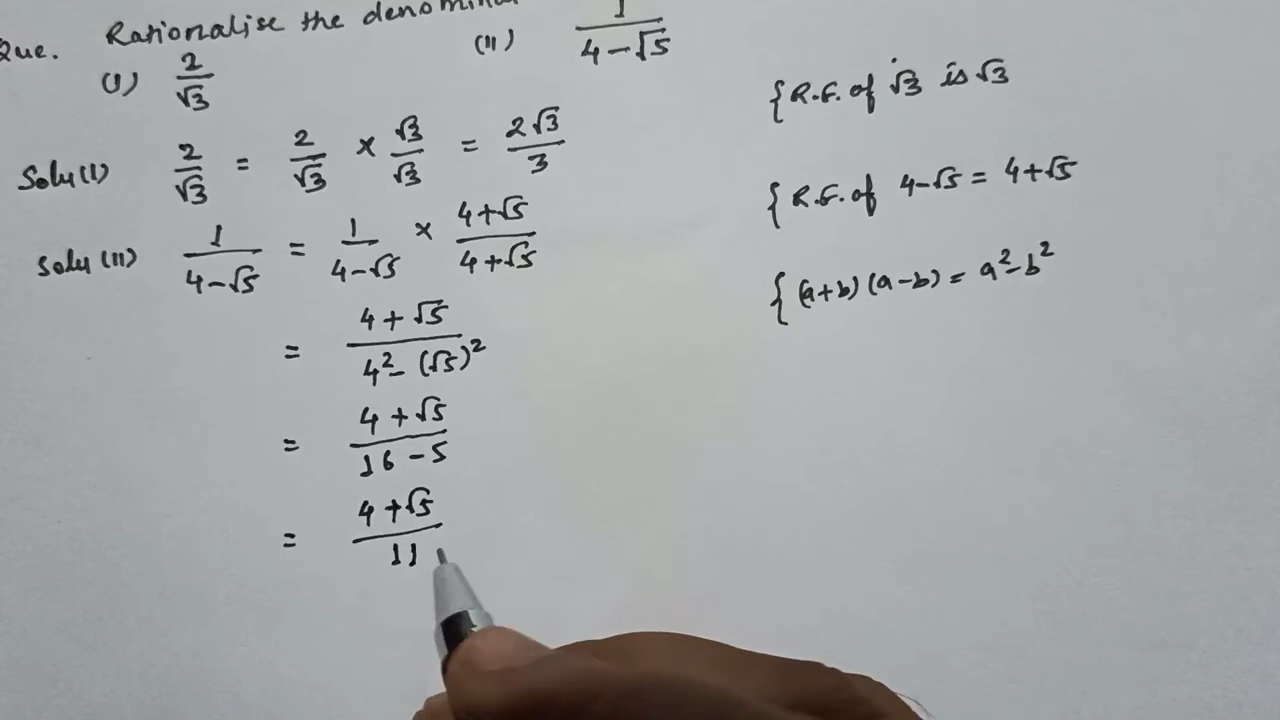 Que. Rationalise the
(I) 2/√3 (II) 1/4-√5
Solu(I) 2/√3 = 2/√3 × √3/√3 = 2√3/3
{R.F. of √3 is √3
Solu(II) 1/4-√5 = 1/4-√5 × 4+√5/4+√5
{R.F. of 4-√5 = 4+√5
= 4+√5/4²-(√5)²
{(a+b)(a-b) = a²-b²
= 4+√5/16-5
= 4+√5/11